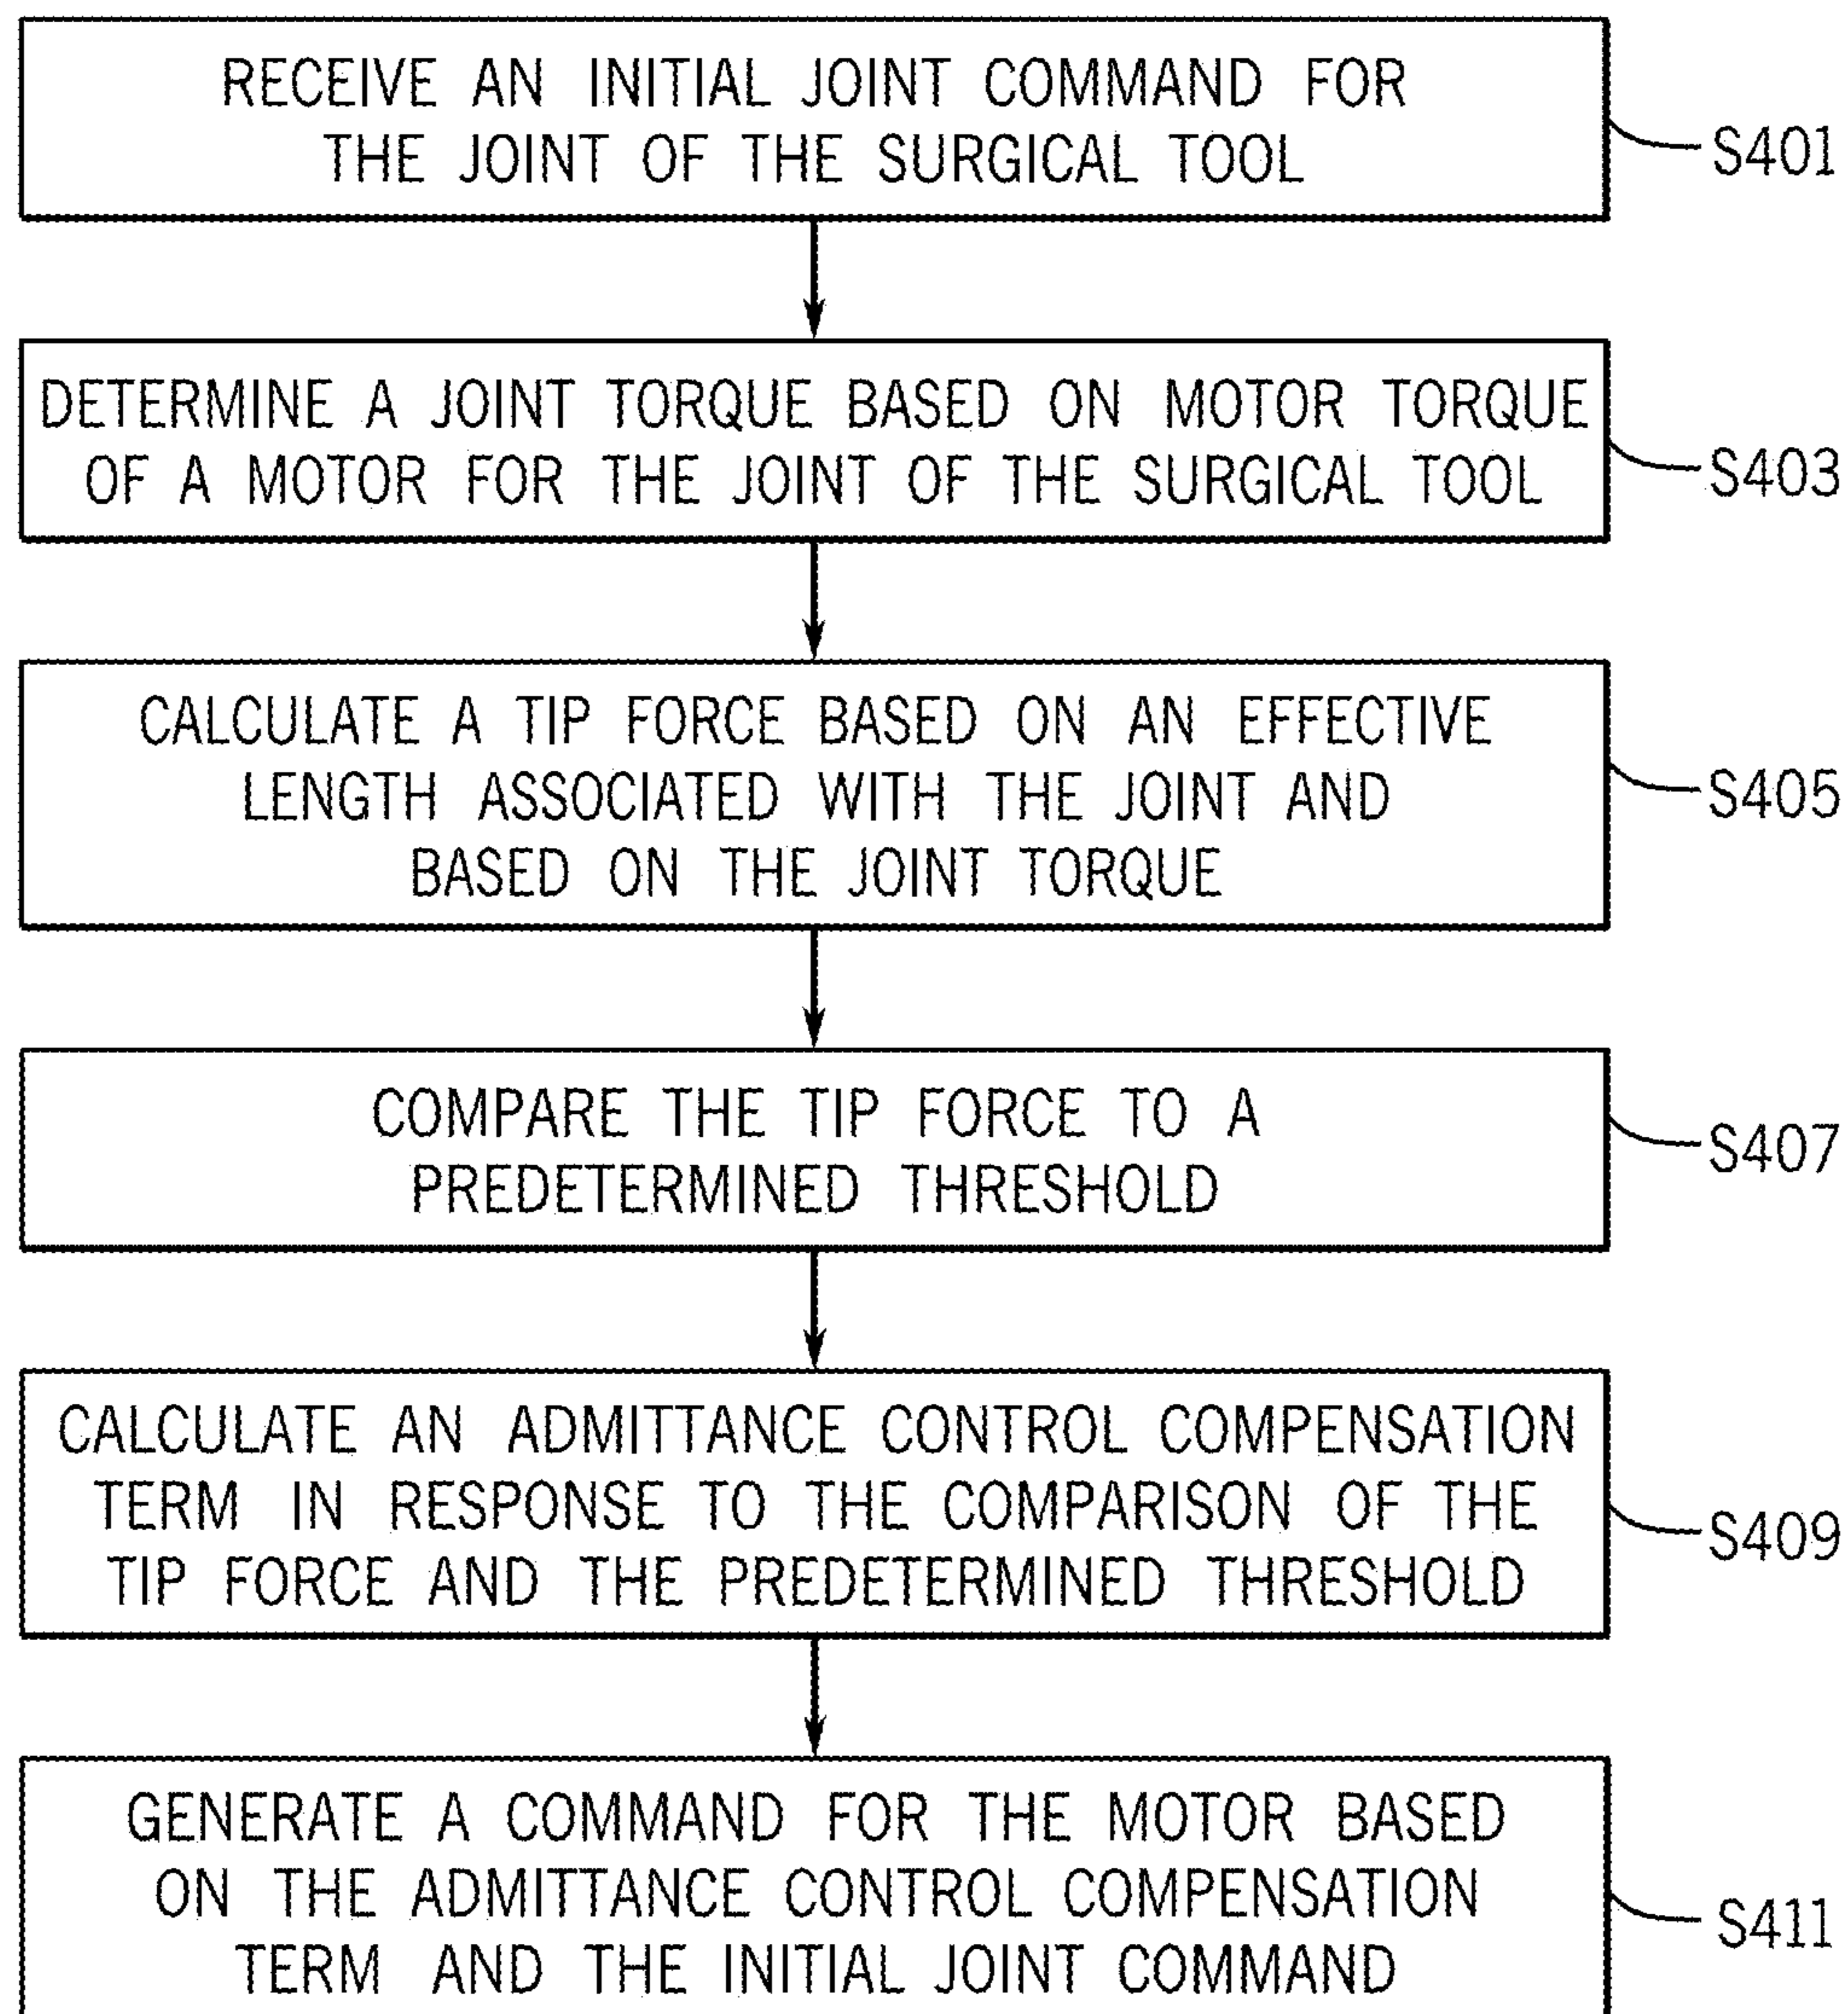 RECEIVE AN INITIAL JOINT COMMAND FOR
THE JOINT OF THE SURGICAL TOOL
S401
DETERMINE A JOINT TORQUE BASED ON MOTOR TORQUE
OF A MOTOR FOR THE JOINT OF THE SURGICAL TOOL
S403
CALCULATE A TIP FORCE BASED ON AN EFFECTIVE
LENGTH ASSOCIATED WITH THE JOINT AND
BASED ON THE JOINT TORQUE
S405
COMPARE THE TIP FORCE TO A
PREDETERMINED THRESHOLD
S407
CALCULATE AN ADMITTANCE CONTROL COMPENSATION
TERM IN RESPONSE TO THE COMPARISON OF THE
TIP FORCE AND THE PREDETERMINED THRESHOLD
S409
GENERATE A COMMAND FOR THE MOTOR BASED
ON THE ADMITTANCE CONTROL COMPENSATION
TERM AND THE INITIAL JOINT COMMAND
S411